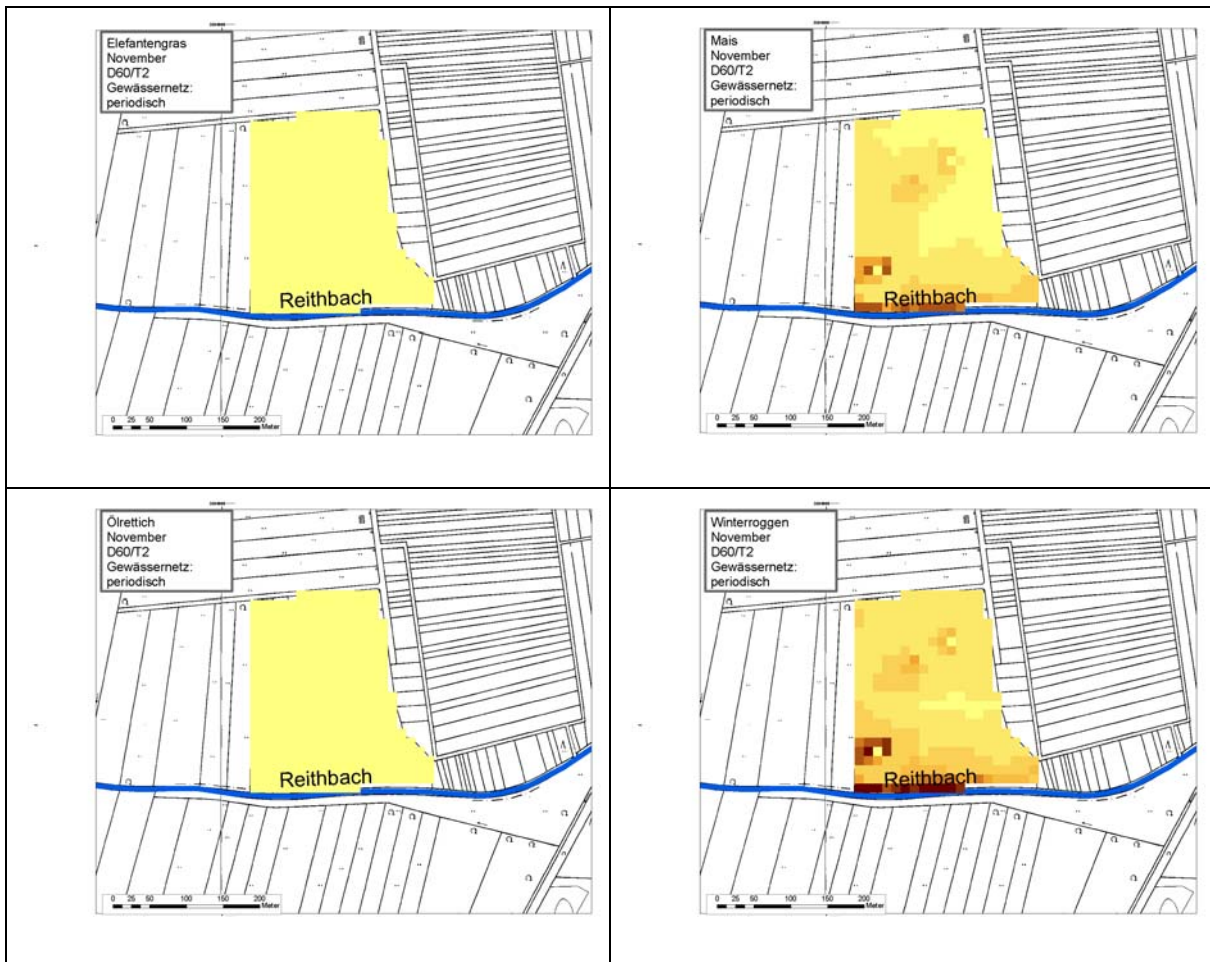 Elefantengras
November
D60/T2
Gewässernetz:
periodisch
Reithbach
0 25 50 100 150 200
Meter
Mais
November
D60/T2
Gewässernetz:
periodisch
Reithbach
0 25 50 100 150 200
Meter
Ölrettich
November
D60/T2
Gewässernetz:
periodisch
Reithbach
0 25 50 100 150 200
Meter
Winterroggen
November
D60/T2
Gewässernetz:
periodisch
Reithbach
0 25 50 100 150 200
Meter